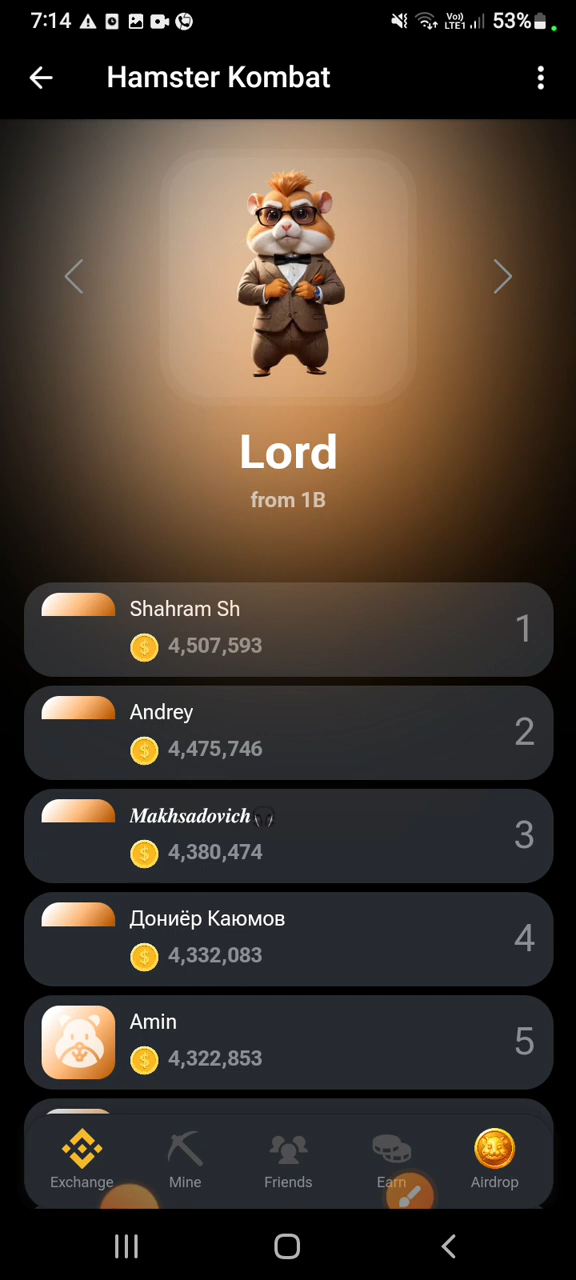 7:14
Vo))
LTE1
53%
Hamster Kombat
Lord
from 1B
Shahram Sh
4,507,593
1
Andrey
4,475,746
2
Makhsadovich🎧
4,380,474
3
Дониёр Каюмов
4,332,083
4
Amin
4,322,853
5
Exchange
Mine
Friends
Earn
Airdrop